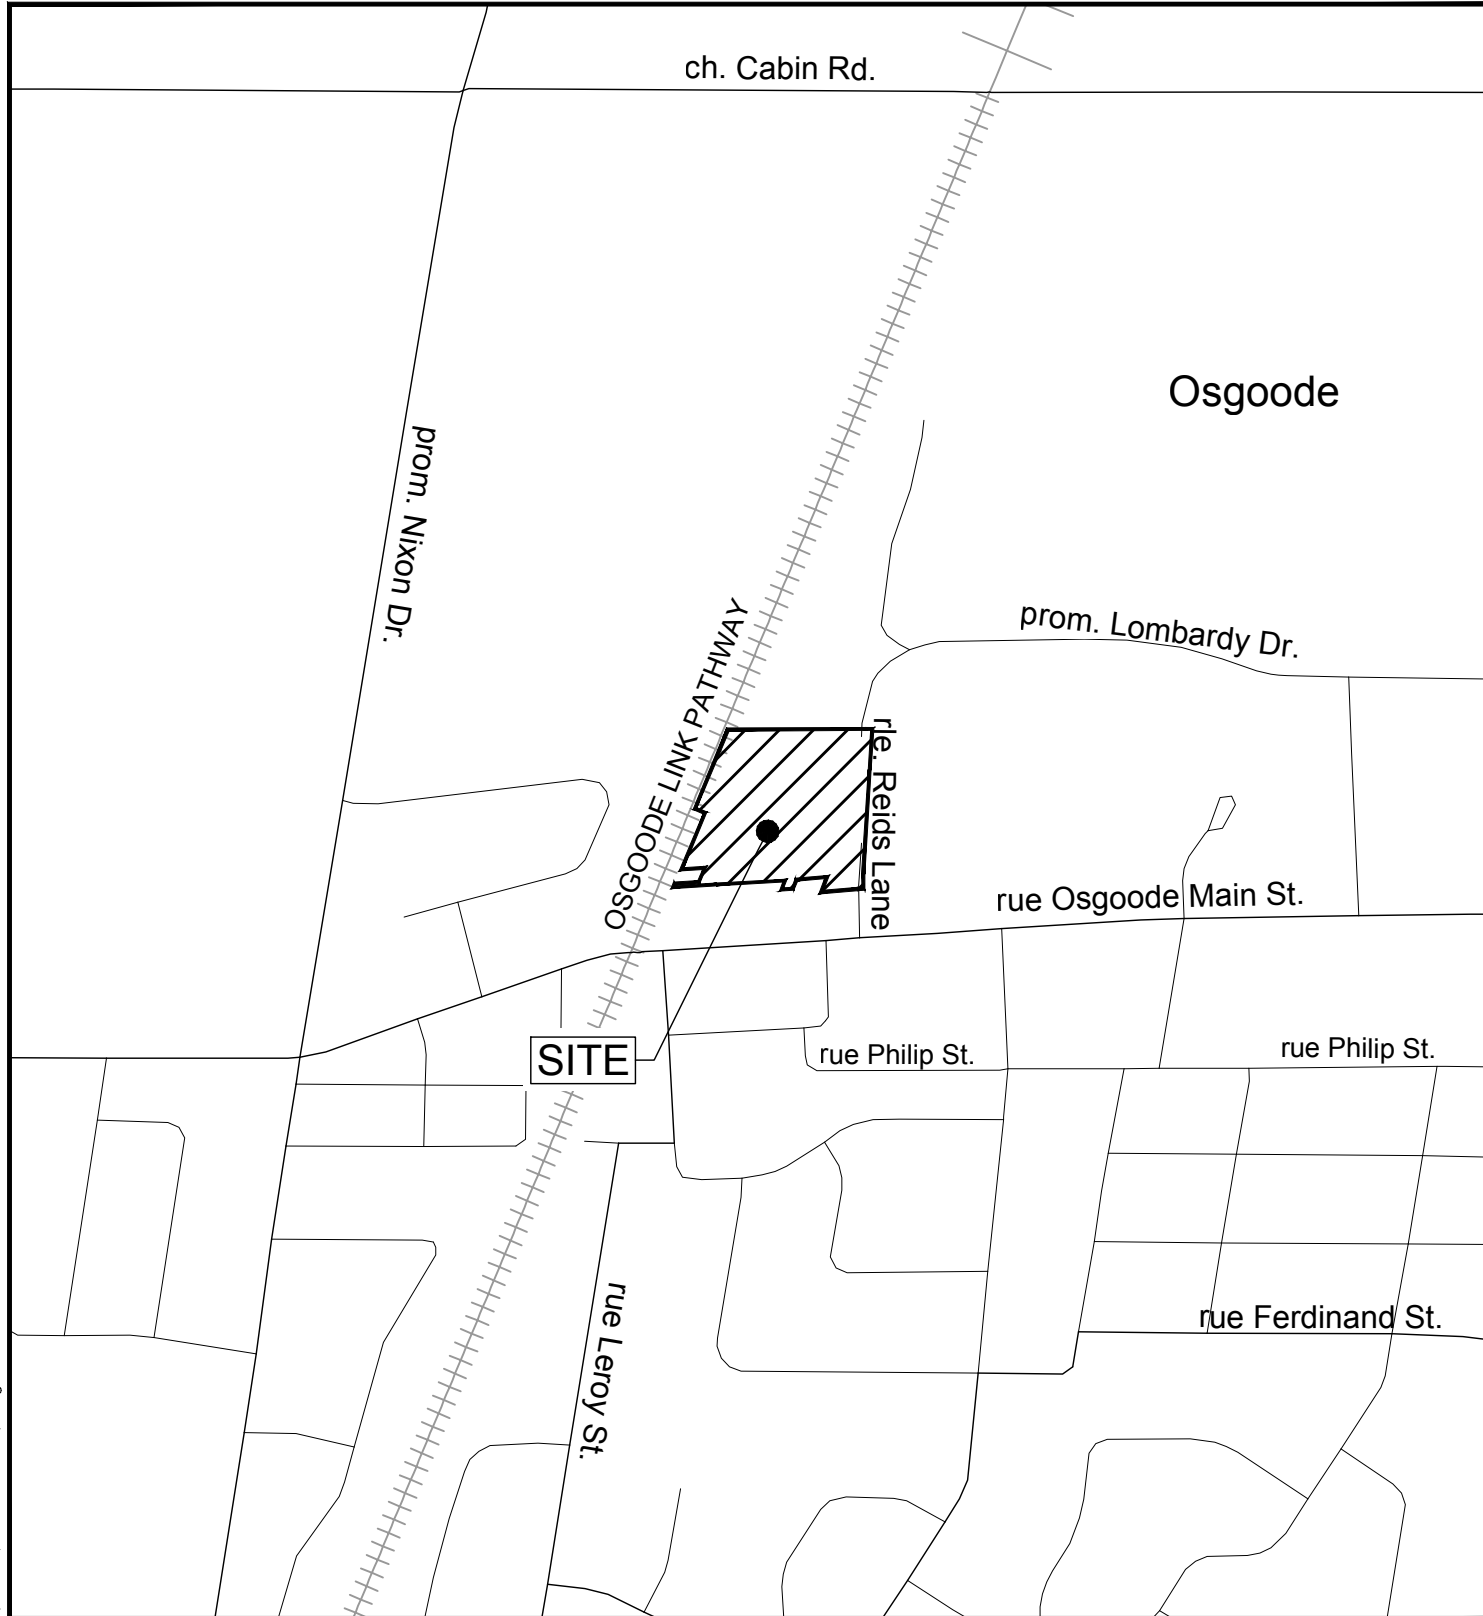 ch. Cabin Rd.
Osgoode
prom. Nixon Dr.
OSGOODE LINK PATHWAY
prom. Lombardy Dr.
rle. Reids Lane
rue Osgoode Main St.
SITE
rue Philip St.
rue Philip St.
rue Leroy St.
rue Ferdinand St.